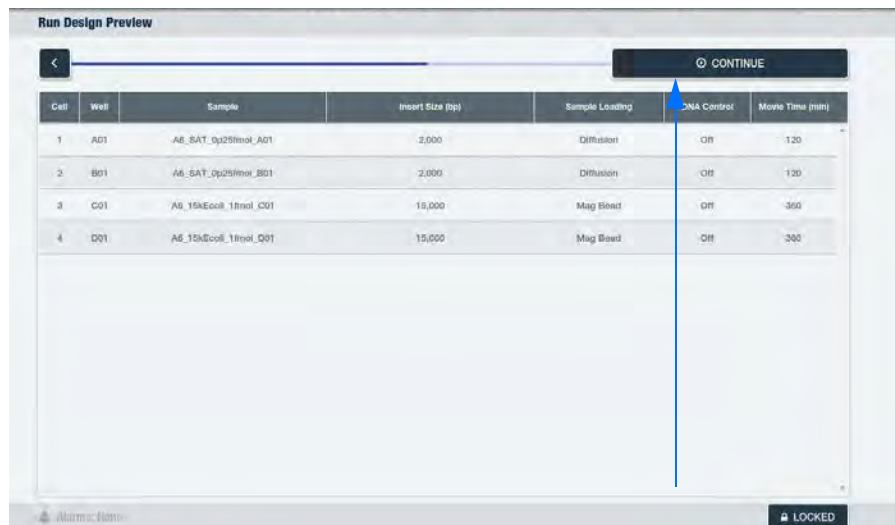 Run Design Preview
CONTINUE
Cell Well Sample Insert Size (bp) Sample Loading DNA Control Movie Time (min)
1 A01 A6_SAT_0p25fmol_A01 2,000 Diffusion Off 120
2 B01 A6_SAT_0p25fmol_B01 2,000 Diffusion Off 120
3 C01 A6_15kEcoli_1fmol_C01 15,000 Mag Bead Off 360
4 D01 A6_15kEcoli_1fmol_D01 15,000 Mag Bead Off 360
Alarms: None
LOCKED